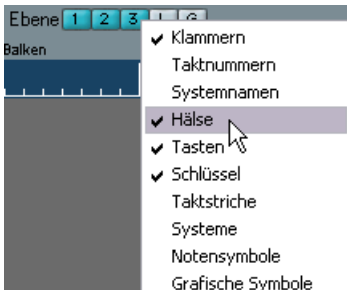 Ebene 1 2 3 L G
Balken
Klammern
Taktnummern
Systemnamen
Hälse
Tasten
Schlüssel
Taktstriche
Systeme
Notensymbole
Grafische Symbole